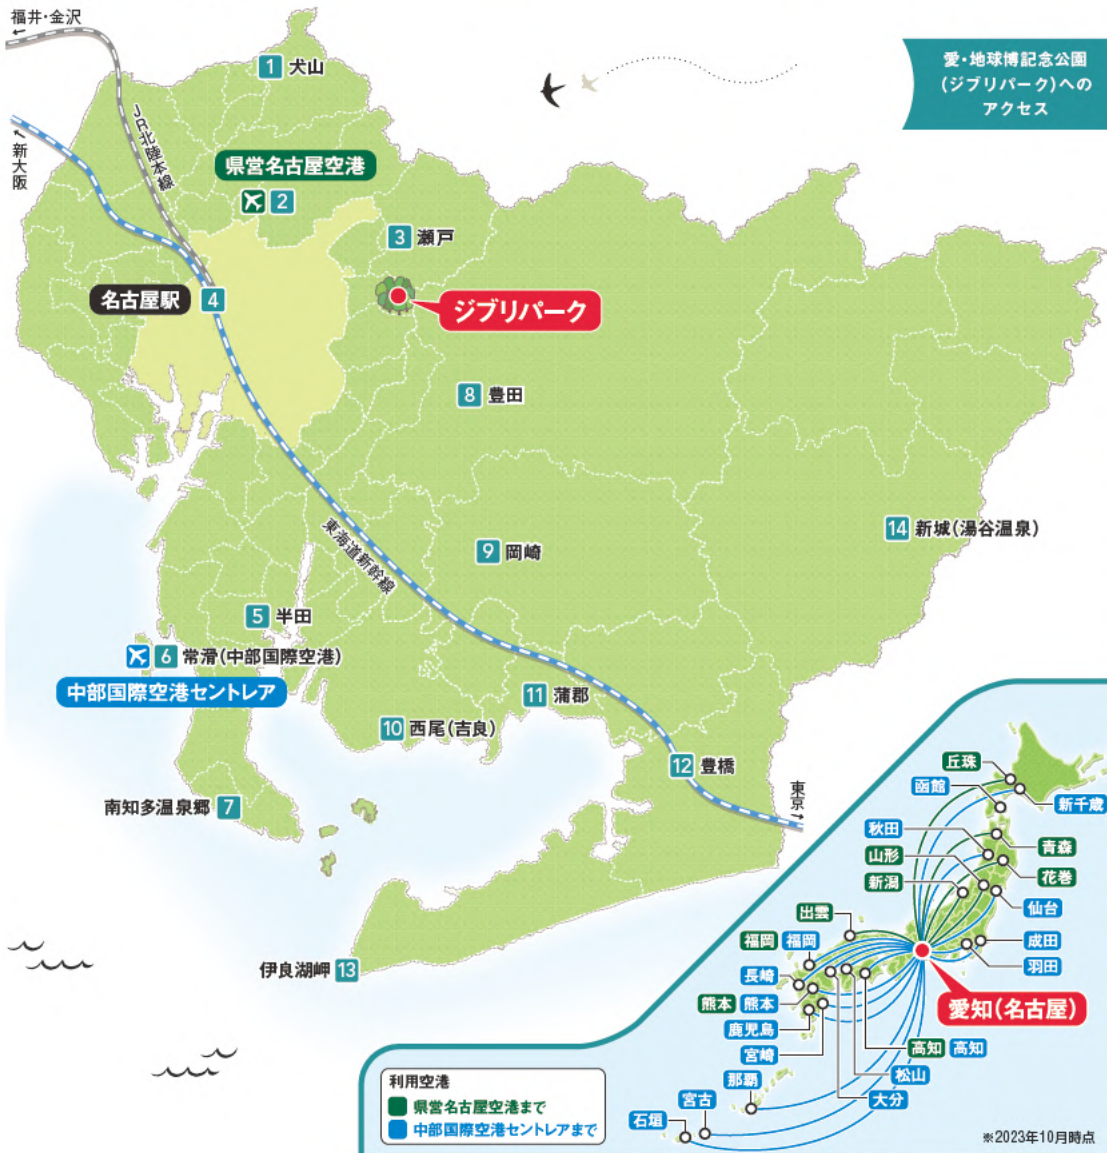 福井・金沢
←
1 犬山
愛・地球博記念公園
(ジブリパーク)への
アクセス
JR北陸本線
←新大阪
県営名古屋空港
2
3 瀬戸
名古屋駅
4
ジブリパーク
8 豊田
東海道新幹線
9 岡崎
14 新城(湯谷温泉)
5 半田
6 常滑(中部国際空港)
中部国際空港セントレア
11 蒲郡
10 西尾(吉良)
12 豊橋
東京→
南知多温泉郷 7
伊良湖岬 13
丘珠
函館
新千歳
秋田
青森
山形
花巻
新潟
仙台
出雲
福岡 福岡
成田
羽田
長崎
熊本 熊本
愛知(名古屋)
鹿児島
宮崎
高知 高知
松山
那覇
大分
宮古
石垣
利用空港
県営名古屋空港まで
中部国際空港セントレアまで
※2023年10月時点